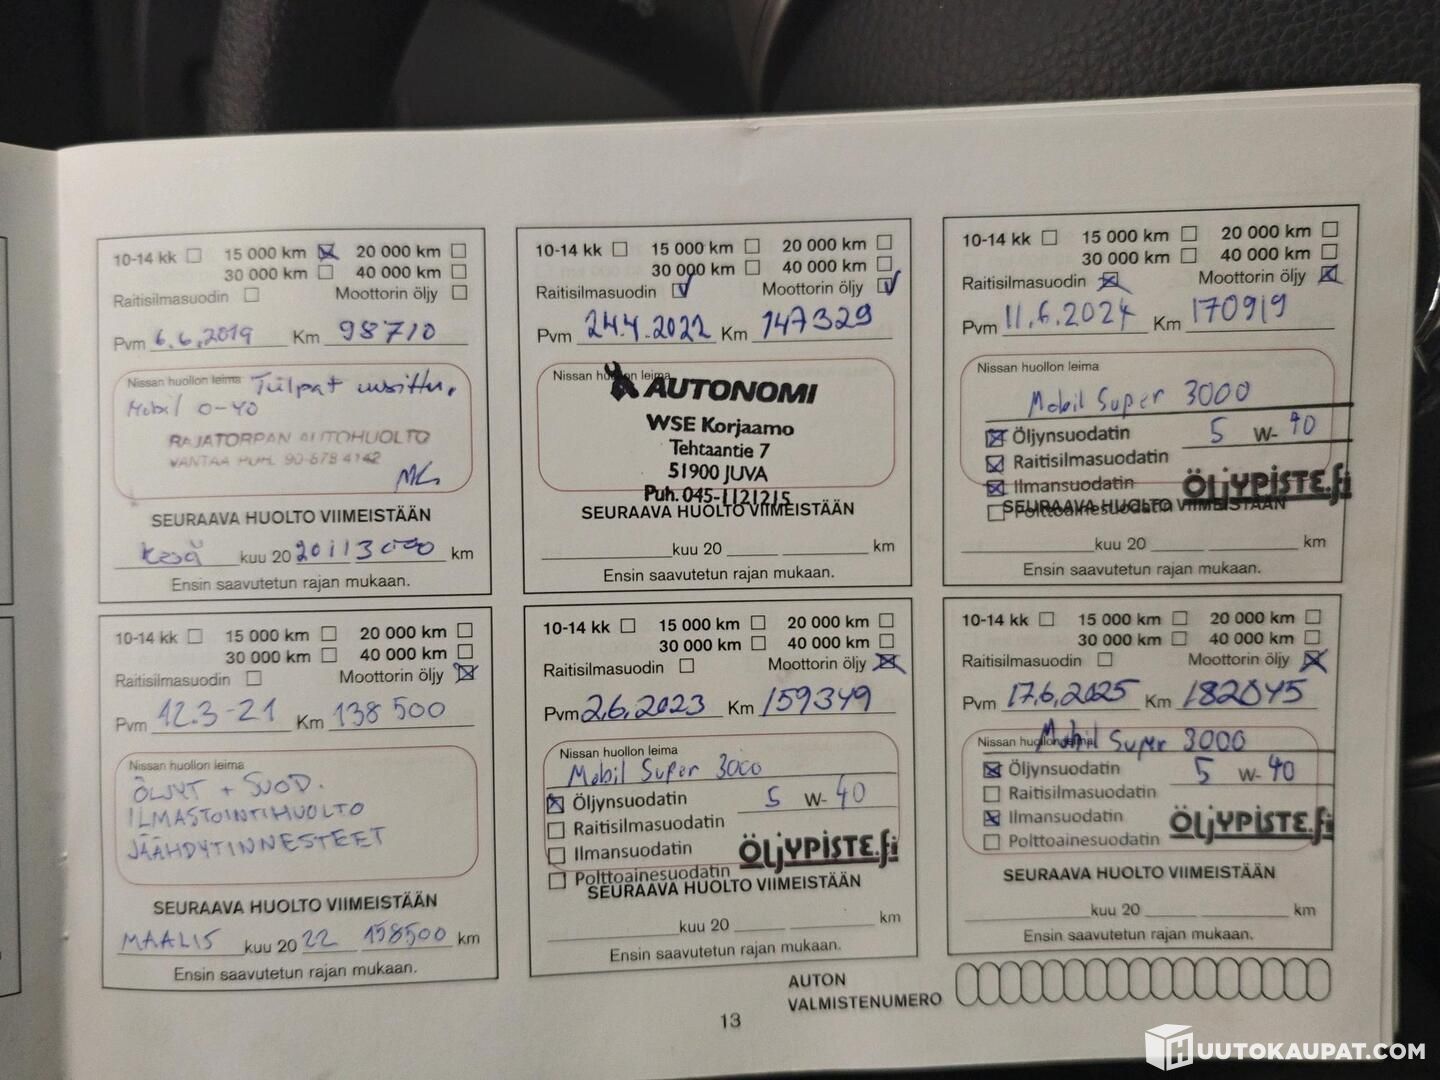 10-14 kk 15 000 km 20 000 km
30 000 km 40 000 km
Raitisilmasuodin Moottorin öljy
Pvm 6.6.2019 Km 98710
Nissan huollon leima Tulpat uusittu.
Mobil 0-40
RAJATORPAN AUTOHUOLTO
VANTAA PUH. 90-878 4142
SEURAAVA HUOLTO VIIMEISTÄÄN
Kesä kuu 20 km
Ensin saavutetun rajan mukaan.
10-14 kk 15 000 km 20 000 km
30 000 km 40 000 km
Raitisilmasuodin Moottorin öljy
Pvm 24.4.2022 Km 147329
Nissan huollon leima
AUTONOMI
WSE Korjaamo
Tehtaantie 7
51900 JUVA
Puh. 045-1121215
SEURAAVA HUOLTO VIIMEISTÄÄN
kuu 20 km
Ensin saavutetun rajan mukaan.
10-14 kk 15 000 km 20 000 km
30 000 km 40 000 km
Raitisilmasuodin Moottorin öljy
Pvm 11.6.2024 Km 170919
Nissan huollon leima
Mobil Super 3000
Öljynsuodatin 5 W-40
Raitisilmasuodatin
Ilmansuodatin ÖLJYPISTE.fi
Polttoainesuodatin
SEURAAVA HUOLTO VIIMEISTÄÄN
kuu 20 km
Ensin saavutetun rajan mukaan.
10-14 kk 15 000 km 20 000 km
30 000 km 40 000 km
Raitisilmasuodin Moottorin öljy
Pvm 12.3-21 Km 138 500
Nissan huollon leima
ÖLJYT + SUOD.
ILMASTOINTIHUOLTO
JÄÄHDYTINNESTEET
SEURAAVA HUOLTO VIIMEISTÄÄN
MAALIS kuu 20 22 158500 km
Ensin saavutetun rajan mukaan.
10-14 kk 15 000 km 20 000 km
30 000 km 40 000 km
Raitisilmasuodin Moottorin öljy
Pvm 2.6.2023 Km 159349
Nissan huollon leima
Mobil Super 3000
Öljynsuodatin 5 W-40
Raitisilmasuodatin
Ilmansuodatin ÖLJYPISTE.fi
Polttoainesuodatin
SEURAAVA HUOLTO VIIMEISTÄÄN
kuu 20 km
Ensin saavutetun rajan mukaan.
10-14 kk 15 000 km 20 000 km
30 000 km 40 000 km
Raitisilmasuodin Moottorin öljy
Pvm 17.6.2025 Km 182045
Nissan huollon leima Mobil Super 3000
Öljynsuodatin 5 W-40
Raitisilmasuodatin
Ilmansuodatin ÖLJYPISTE.fi
Polttoainesuodatin
SEURAAVA HUOLTO VIIMEISTÄÄN
kuu 20 km
Ensin saavutetun rajan mukaan.
AUTON
VALMISTENUMERO
13
HUUTOKAUPAT.COM